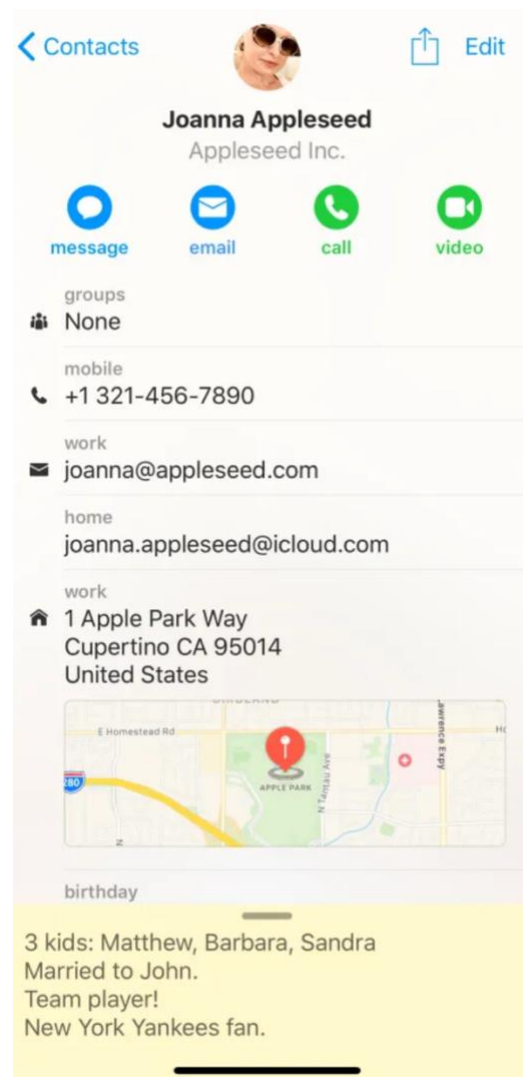 Contacts
Edit
Joanna Appleseed
Appleseed Inc.
message
email
call
video
groups
None
mobile
+1 321-456-7890
work
joanna@appleseed.com
home
joanna.appleseed@icloud.com
work
1 Apple Park Way
Cupertino CA 95014
United States
E Homestead Rd
Lawrence Expy
Ho
280
APPLE PARK
N Tantau Ave
N
birthday
3 kids: Matthew, Barbara, Sandra
Married to John.
Team player!
New York Yankees fan.